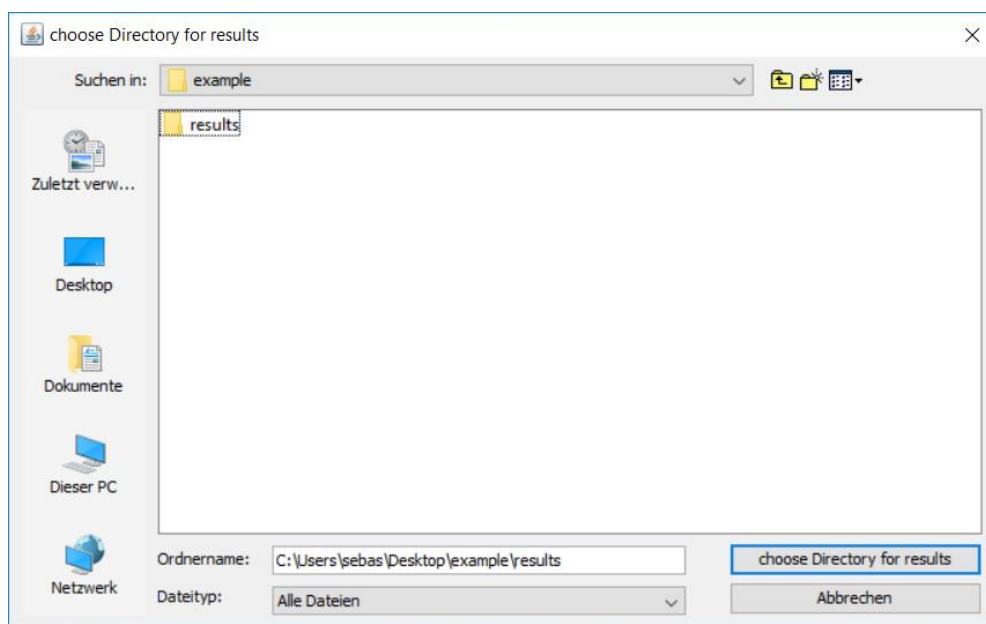 choose Directory for results
Suchen in:
example
results
Zuletzt verw...
Desktop
Dokumente
Dieser PC
Netzwerk
Ordnername:
C:\Users\sebas\Desktop\example\results
choose Directory for results
Dateityp:
Alle Dateien
Abbrechen